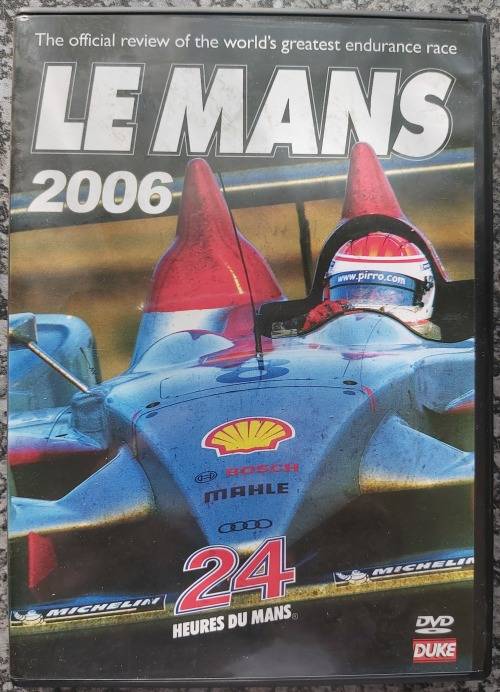 The official review of the world's greatest endurance race
LE MANS
2006
www.pirro.com
BOSCH
MAHLE
24
HEURES DU MANS
MICHELIN
MICHELIN
DVD
DUKE